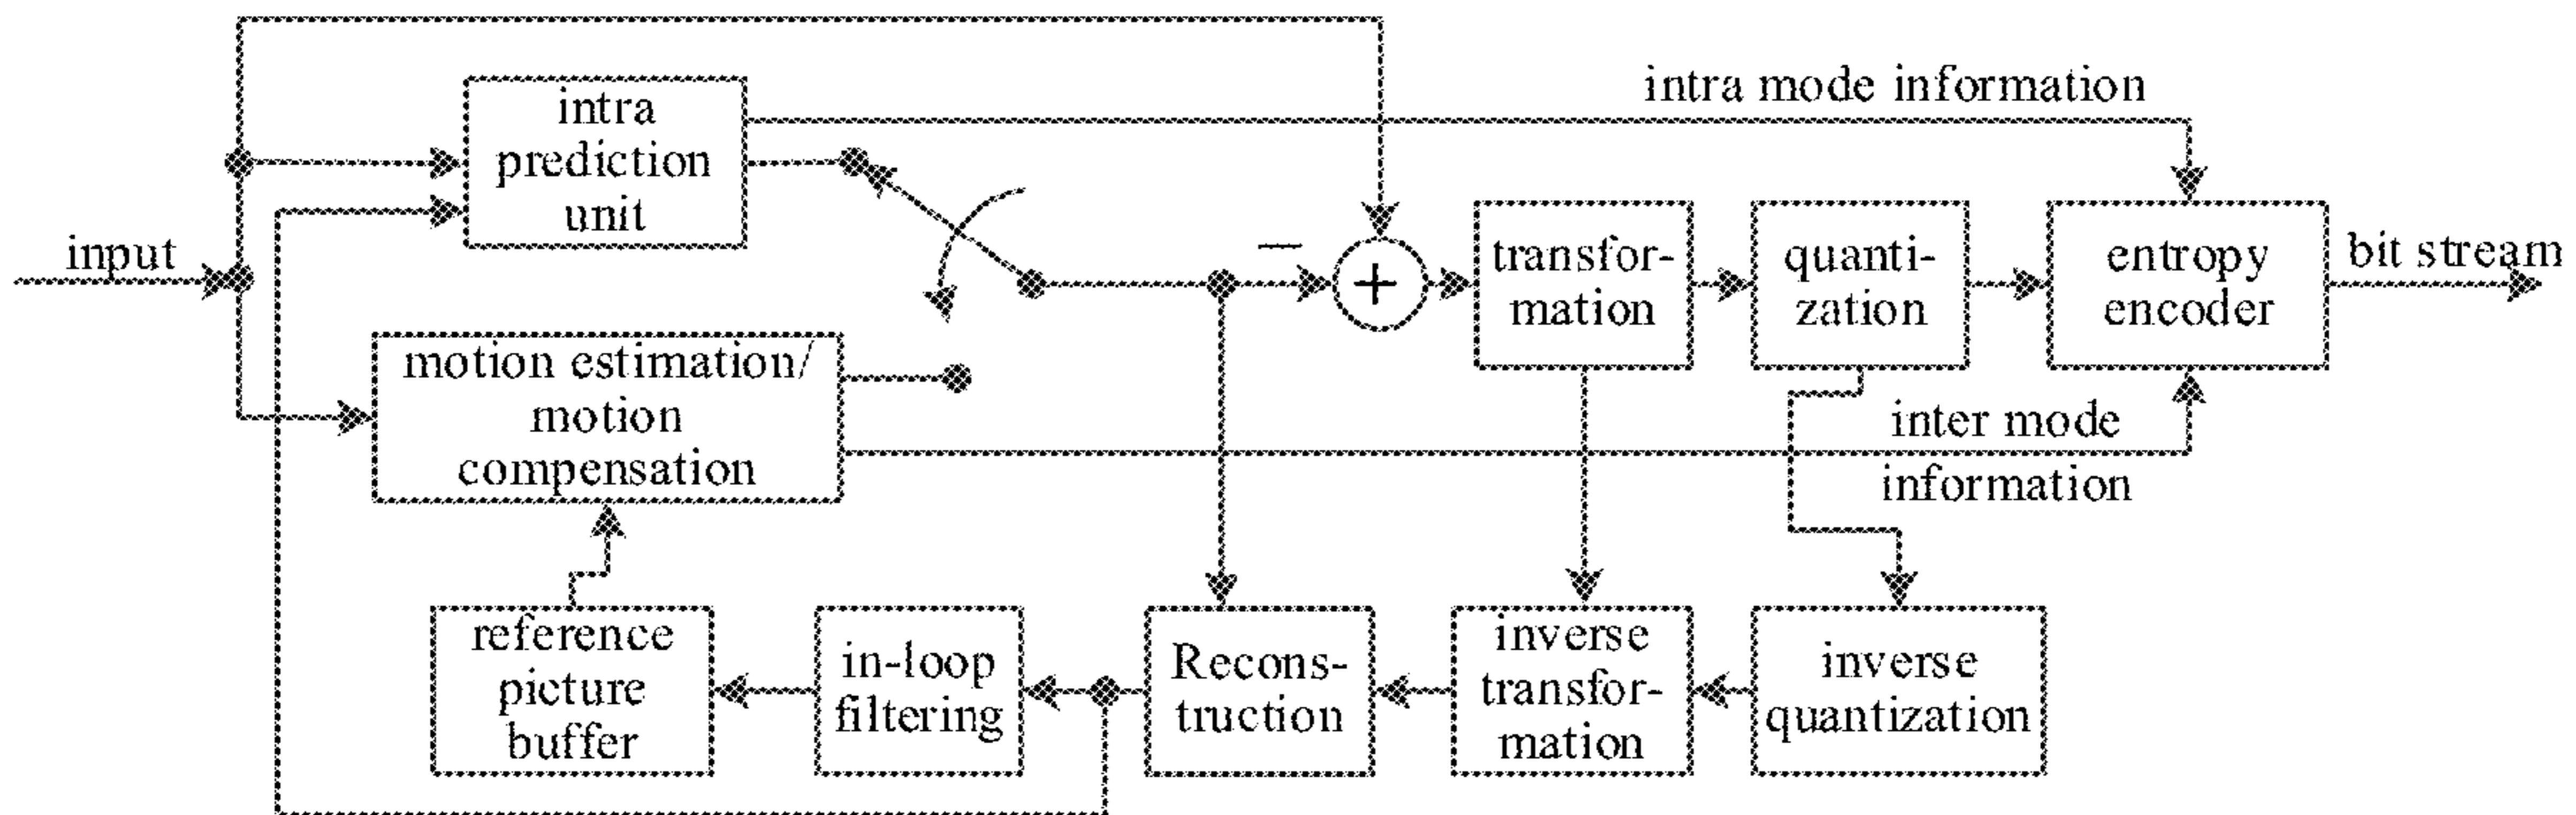 intra mode information
intra
prediction
unit
input
−
+
transfor-
mation
quanti-
zation
entropy
encoder
bit stream
motion estimation/
motion
compensation
inter mode
information
reference
picture
buffer
in-loop
filtering
Recons-
truction
inverse
transfor-
mation
inverse
quantization